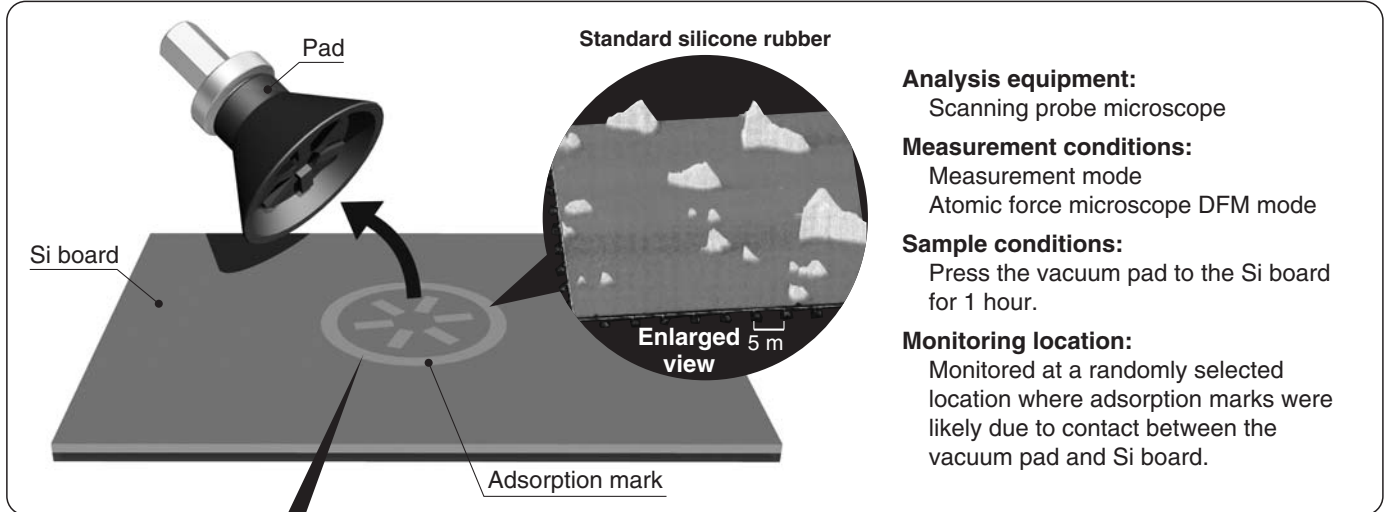 Pad
Standard silicone rubber
Si board
Enlarged
view
5 m
Adsorption mark
Analysis equipment:
Scanning probe microscope
Measurement conditions:
Measurement mode
Atomic force microscope DFM mode
Sample conditions:
Press the vacuum pad to the Si board
for 1 hour.
Monitoring location:
Monitored at a randomly selected
location where adsorption marks were
likely due to contact between the
vacuum pad and Si board.